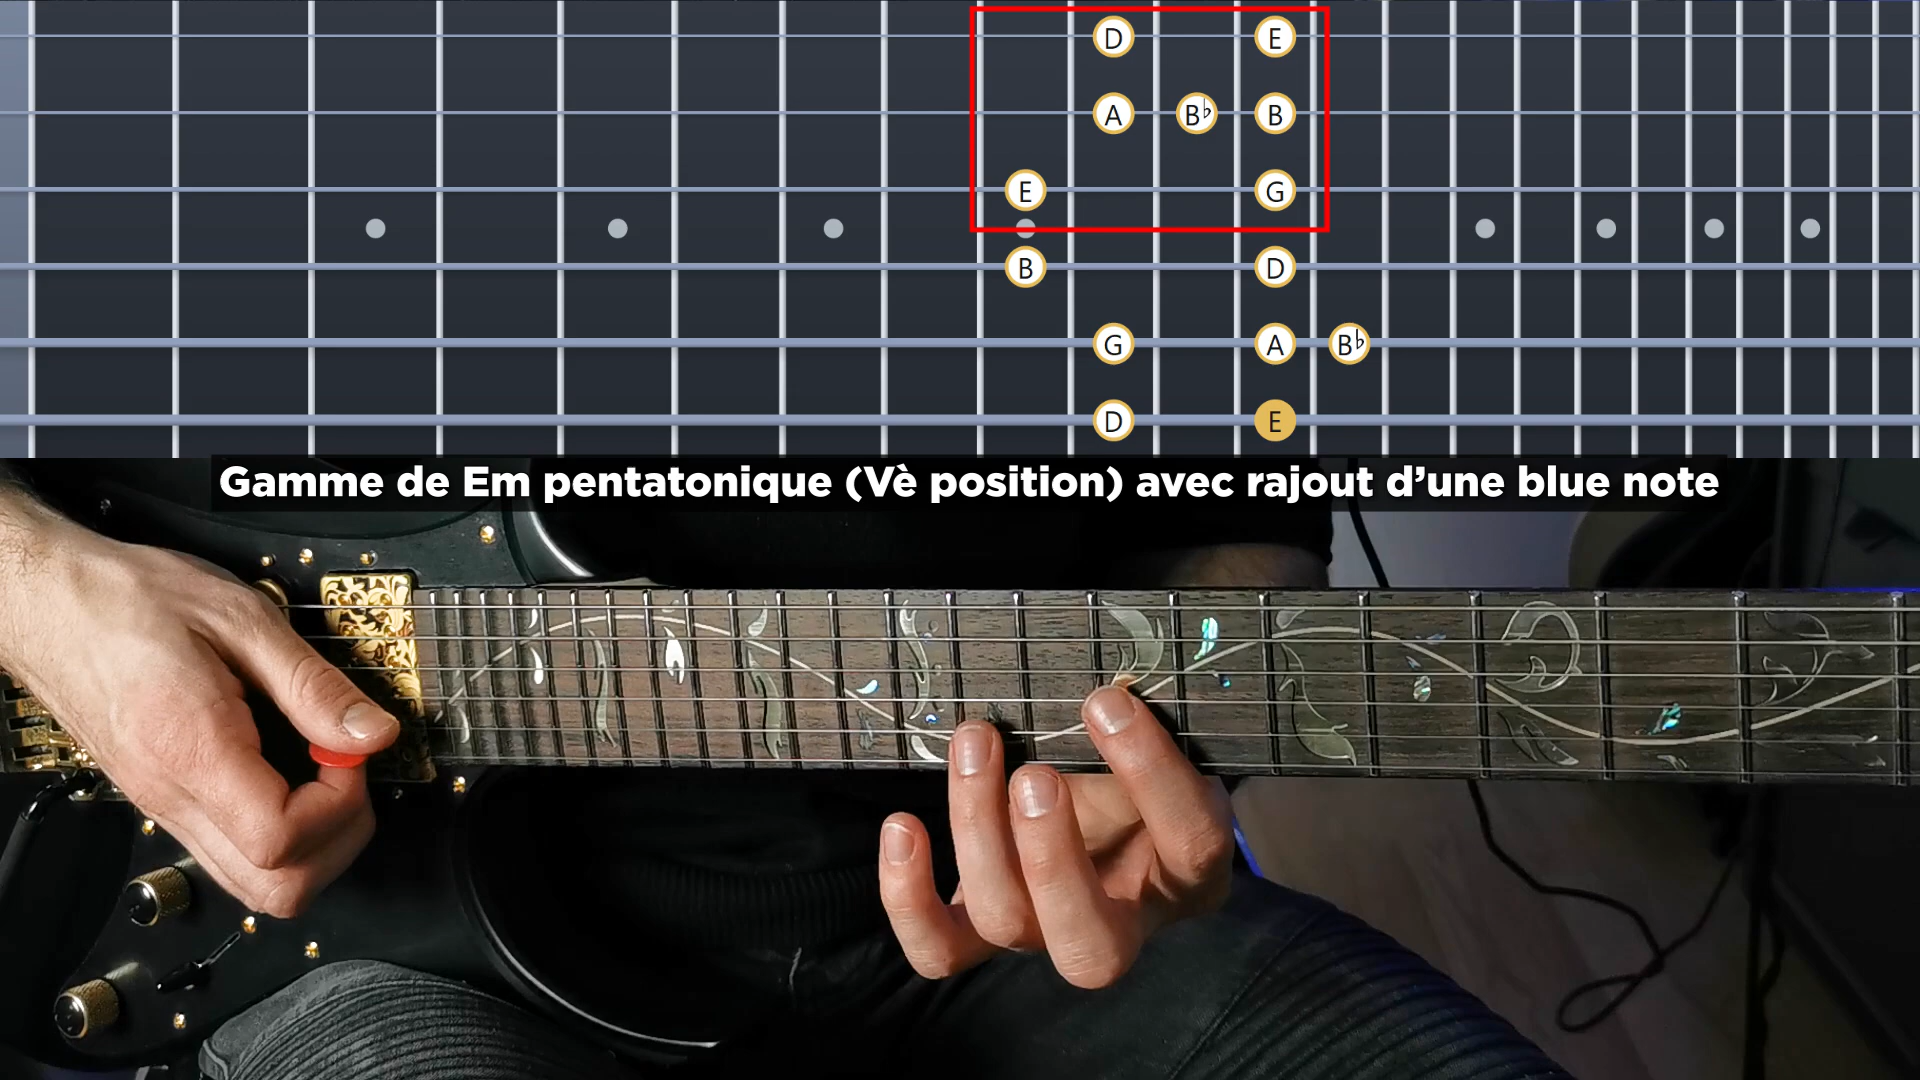 D E
A B♭ B
E G
B D
G A B♭
D E
Gamme de Em pentatonique (Vè position) avec rajout d’une blue note